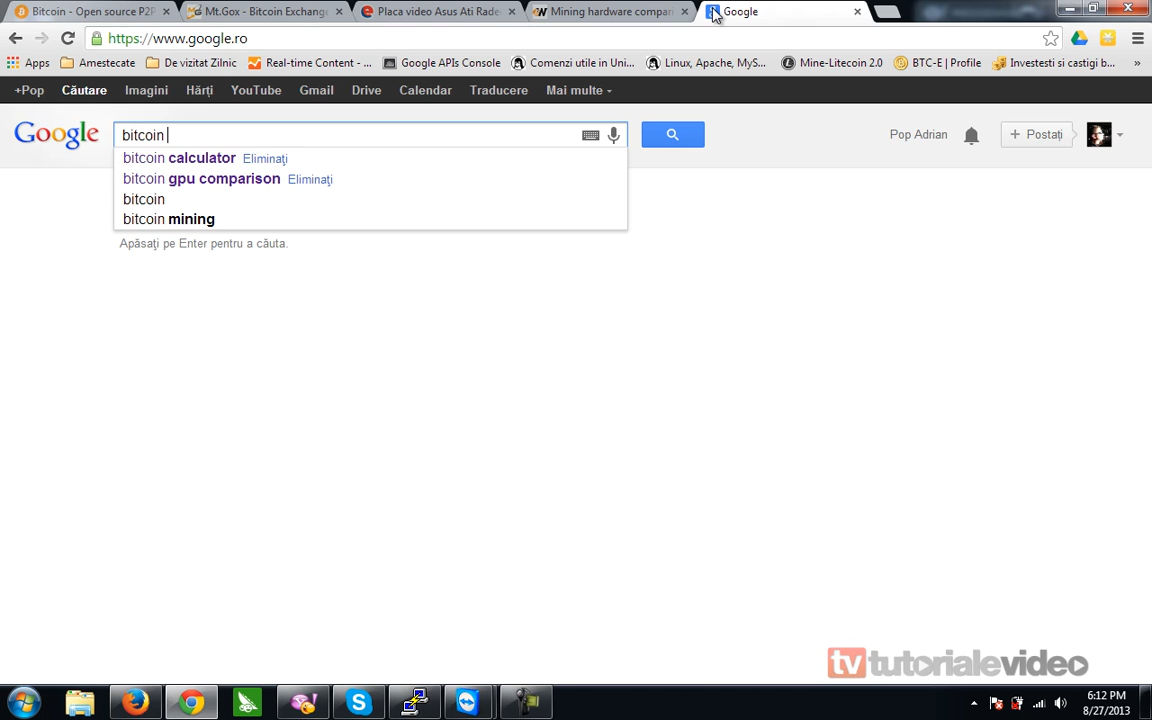 Bitcoin - Open source P2P
Mt.Gox - Bitcoin Exchange
Placa video Asus Ati Rade
Mining hardware compari
Google
https://www.google.ro
Apps
Amestecate
De vizitat Zilnic
Real-time Content - ...
Google APIs Console
Comenzi utile in Uni...
Linux, Apache, MyS...
Mine-Litecoin 2.0
BTC-E | Profile
Investesti si castigi b...
»
+Pop Căutare Imagini Hărți YouTube Gmail Drive Calendar Traducere Mai multe
Google
bitcoin
Pop Adrian
+ Postați
bitcoin calculator Eliminați
bitcoin gpu comparison Eliminați
bitcoin
bitcoin mining
Apăsați pe Enter pentru a căuta.
tv tutorialevideo
6:12 PM
8/27/2013